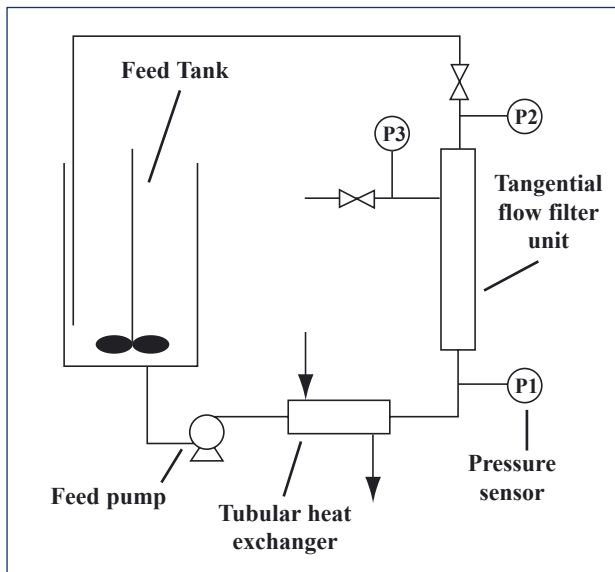 Feed Tank
P2
P3
Tangential
flow filter
unit
P1
Feed pump
Tubular heat
exchanger
Pressure
sensor